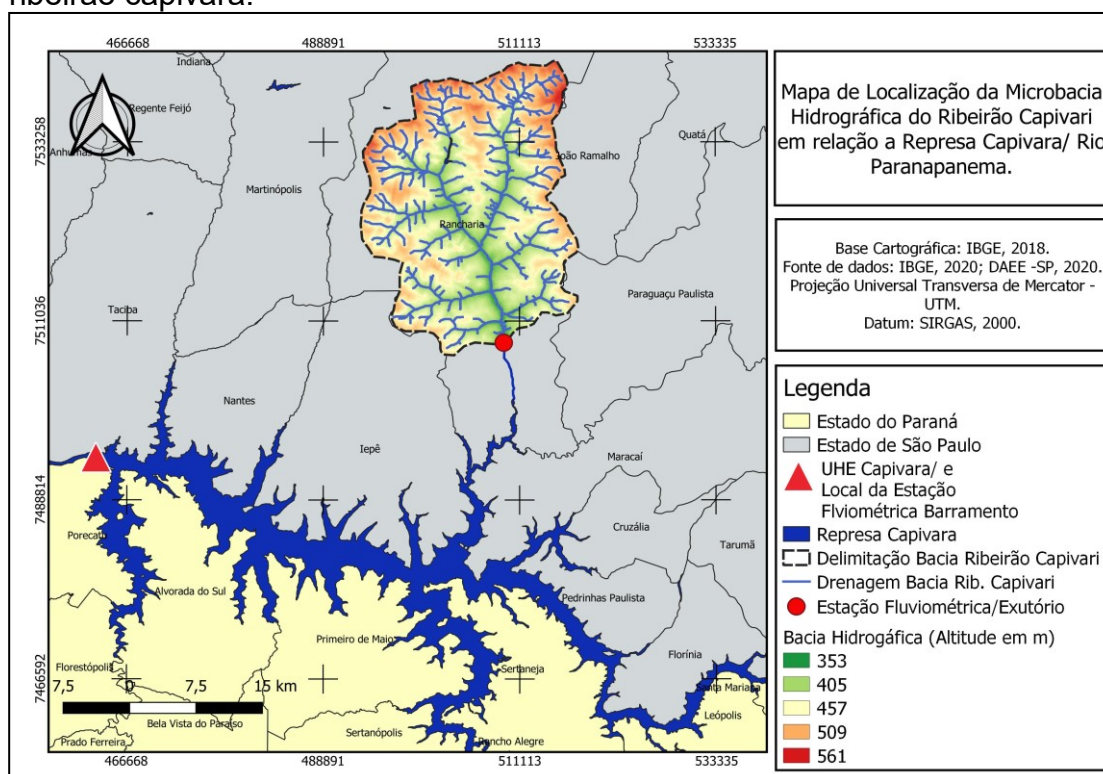 ribeirão capivara.
466668 488891 511113 533335
Indiana
Regente Feijó
Quatá
7533258
Anhumas
João Ramalho
Martinópolis
Rancharia
Paraguaçu Paulista
7511036
Taciba
Nantes
Iepê
Maracaí
7488814
Cruzália
Porecatu
Tarumã
Alvorada do Sul
Pedrinhas Paulista
Primeiro de Maio
Florínia
Florestópolis
Sertaneja
7466592
7,5 0 7,5 15 km
Santa Mariana
Leópolis
Bela Vista do Paraíso
Sertanópolis
Prado Ferreira
Rancho Alegre
466668 488891 511113 533335
Mapa de Localização da Microbacia
Hidrográfica do Ribeirão Capivari
em relação a Represa Capivara/ Rio
Paranapanema.
Base Cartográfica: IBGE, 2018.
Fonte de dados: IBGE, 2020; DAEE -SP, 2020.
Projeção Universal Transversa de Mercator -
UTM.
Datum: SIRGAS, 2000.
Legenda
Estado do Paraná
Estado de São Paulo
UHE Capivara/ e
Local da Estação
Flviométrica Barramento
Represa Capivara
Delimitação Bacia Ribeirão Capivari
Drenagem Bacia Rib. Capivari
Estação Fluviométrica/Exutório
Bacia Hidrogáfica (Altitude em m)
353
405
457
509
561